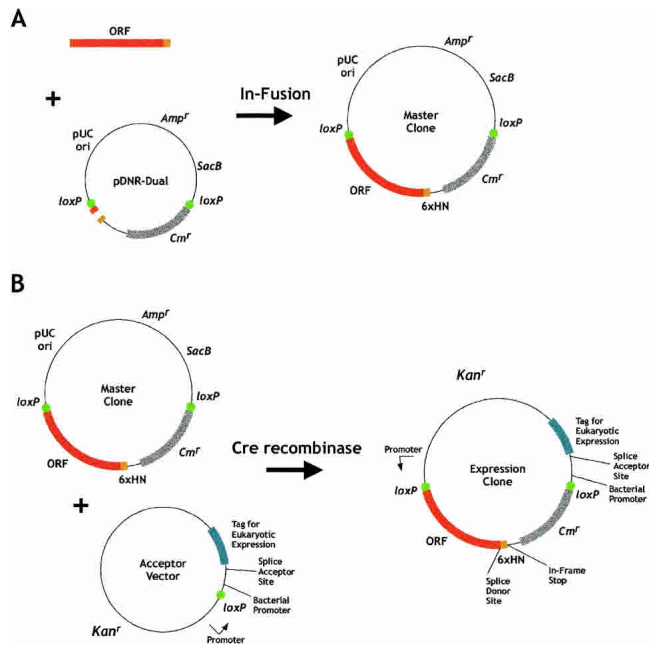 A
ORF
+
Amp^r
pUC
ori
SacB
pDNR-Dual
loxP
loxP
Cm^r
In-Fusion
Amp^r
pUC
ori
SacB
Master
Clone
loxP
loxP
ORF
Cm^r
6xHN
B
Amp^r
pUC
ori
SacB
Master
Clone
loxP
loxP
Cm^r
ORF
6xHN
+
Tag for
Eukaryotic
Expression
Acceptor
Vector
Splice
Acceptor
Site
Bacterial
Promoter
loxP
Kan^r
Promoter
Cre recombinase
Kan^r
Tag for
Eukaryotic
Expression
Promoter
Splice
Acceptor
Site
Expression
Clone
Bacterial
Promoter
loxP
loxP
Cm^r
ORF
6xHN
In-Frame
Stop
Splice
Donor
Site